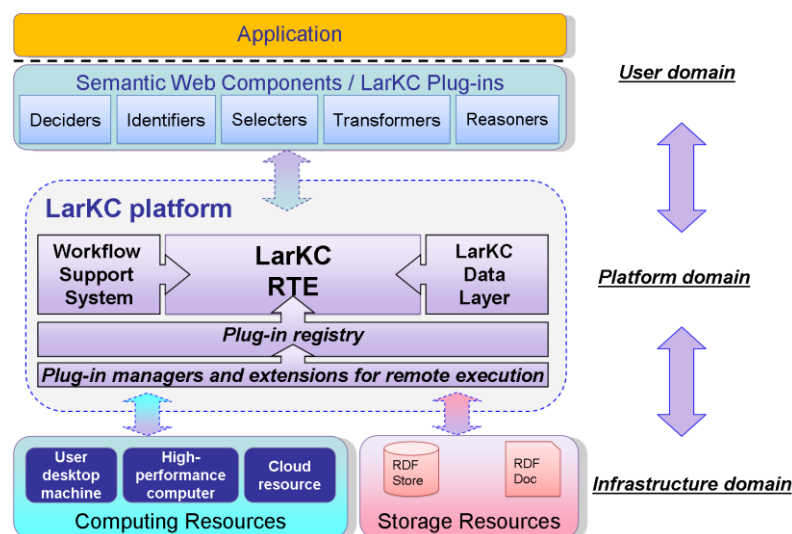 Application
User domain
Semantic Web Components / LarKC Plug-ins
Deciders
Identifiers
Selecters
Transformers
Reasoners
LarKC platform
Workflow
Support
System
LarKC
RTE
LarKC
Data
Layer
Platform domain
Plug-in registry
Plug-in managers and extensions for remote execution
User
desktop
machine
High-
performance
computer
Cloud
resource
Computing Resources
RDF
Store
RDF
Doc
Storage Resources
Infrastructure domain